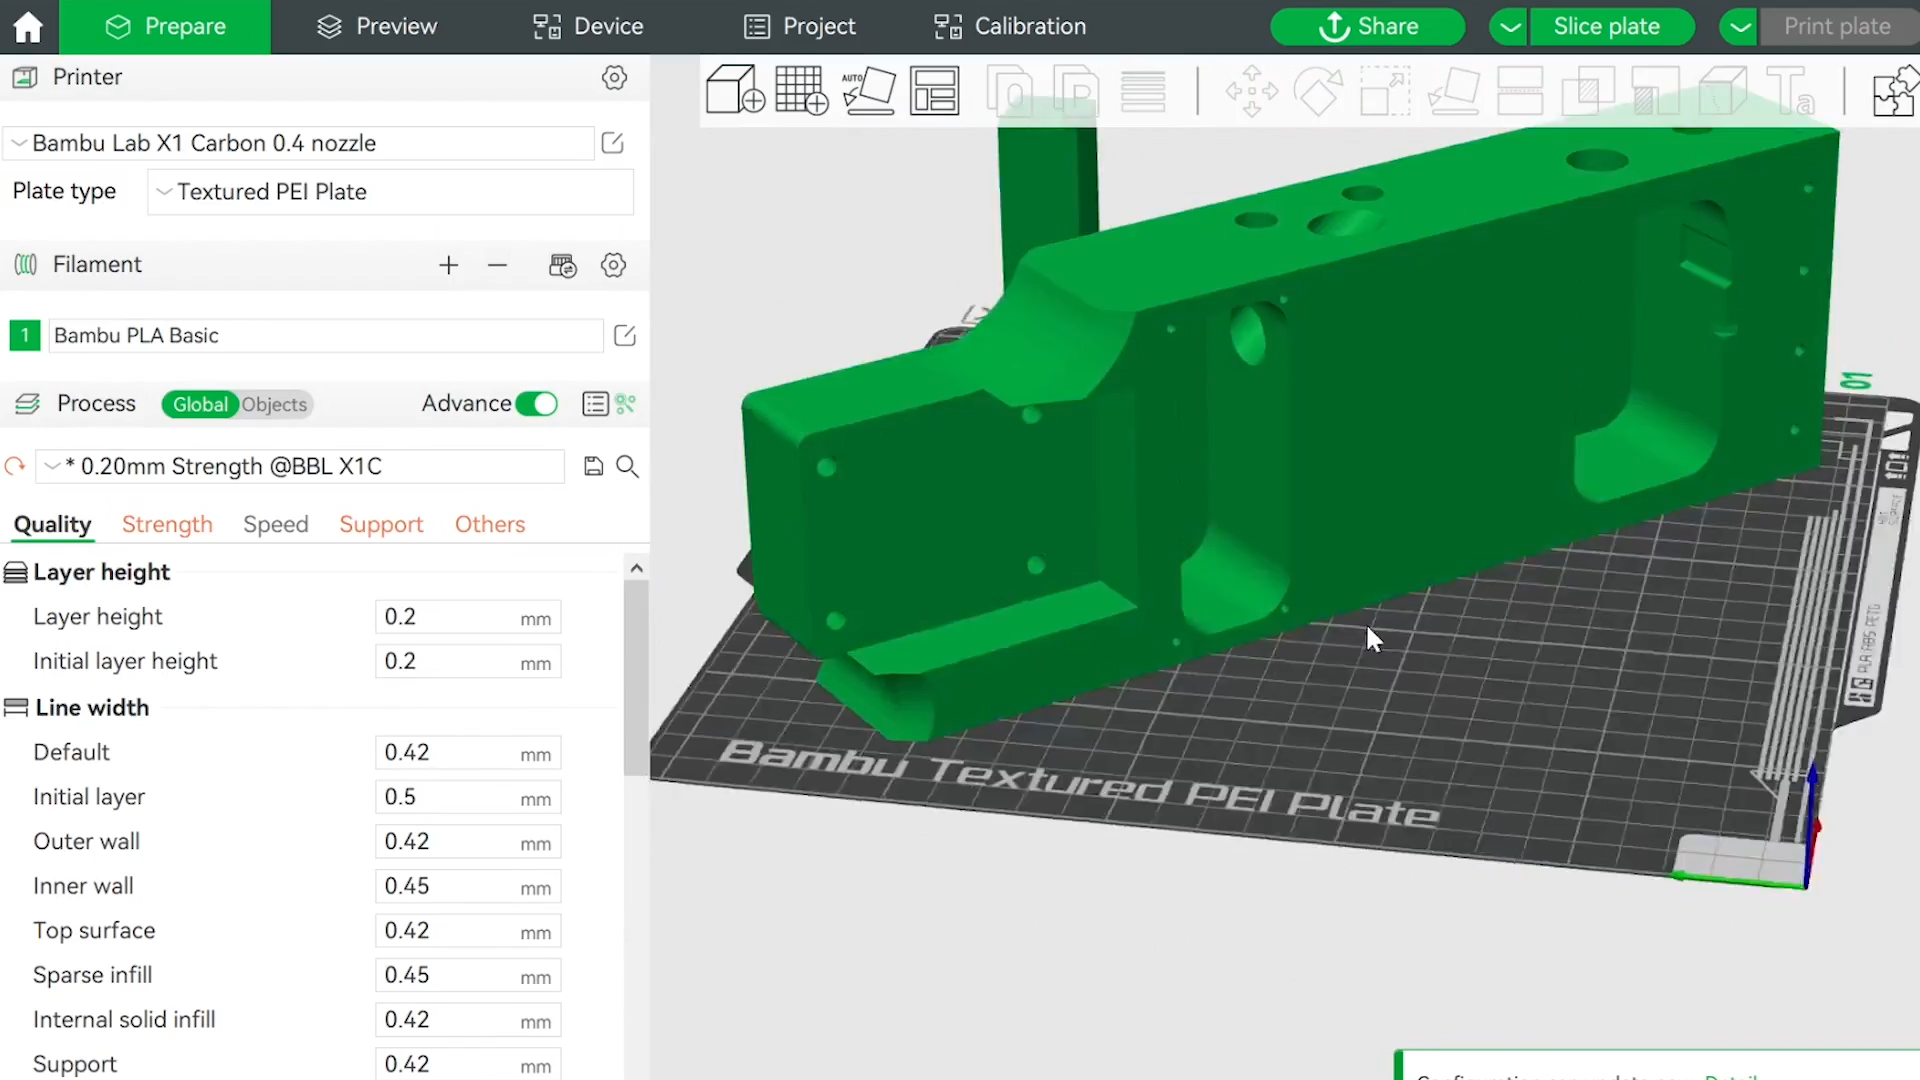 Prepare
Preview
Device
Project
Calibration
Share
Slice plate
Print plate
Printer
AUTO
Bambu Lab X1 Carbon 0.4 nozzle
Plate type
Textured PEI Plate
Filament
1
Bambu PLA Basic
Process
Global
Objects
Advance
* 0.20mm Strength @BBL X1C
Quality
Strength
Speed
Support
Others
Layer height
Layer height 0.2 mm
Initial layer height 0.2 mm
Line width
Default 0.42 mm
Initial layer 0.5 mm
Outer wall 0.42 mm
Inner wall 0.45 mm
Top surface 0.42 mm
Sparse infill 0.45 mm
Internal solid infill 0.42 mm
Support 0.42 mm
01
PLA ABS PETG
Bambu Textured PEI Plate